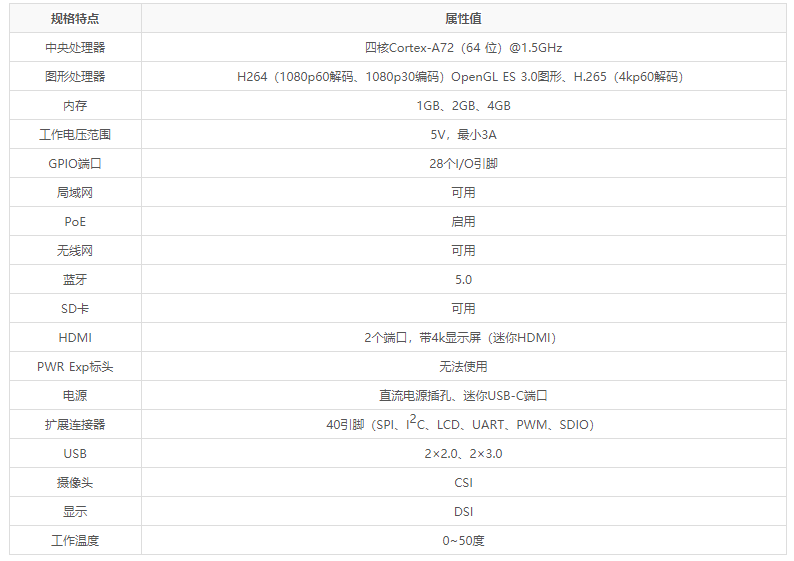 规格特点 属性值
中央处理器 四核Cortex-A72（64 位）@1.5GHz
图形处理器 H264（1080p60解码、1080p30编码）OpenGL ES 3.0图形、H.265（4kp60解码）
内存 1GB、2GB、4GB
工作电压范围 5V，最小3A
GPIO端口 28个I/O引脚
局域网 可用
PoE 启用
无线网 可用
蓝牙 5.0
SD卡 可用
HDMI 2个端口，带4k显示屏（迷你HDMI）
PWR Exp标头 无法使用
电源 直流电源插孔、迷你USB-C端口
扩展连接器 40引脚（SPI、I²C、LCD、UART、PWM、SDIO）
USB 2×2.0、2×3.0
摄像头 CSI
显示 DSI
工作温度 0~50度